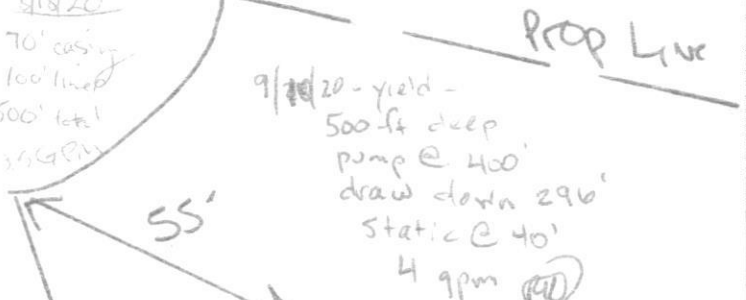 70' casing
100' lined
500' total
Prop Line
9/ /20 - yield -
500 ft deep
pump @ 400'
draw down 296'
static @ 40'
4 gpm
55'